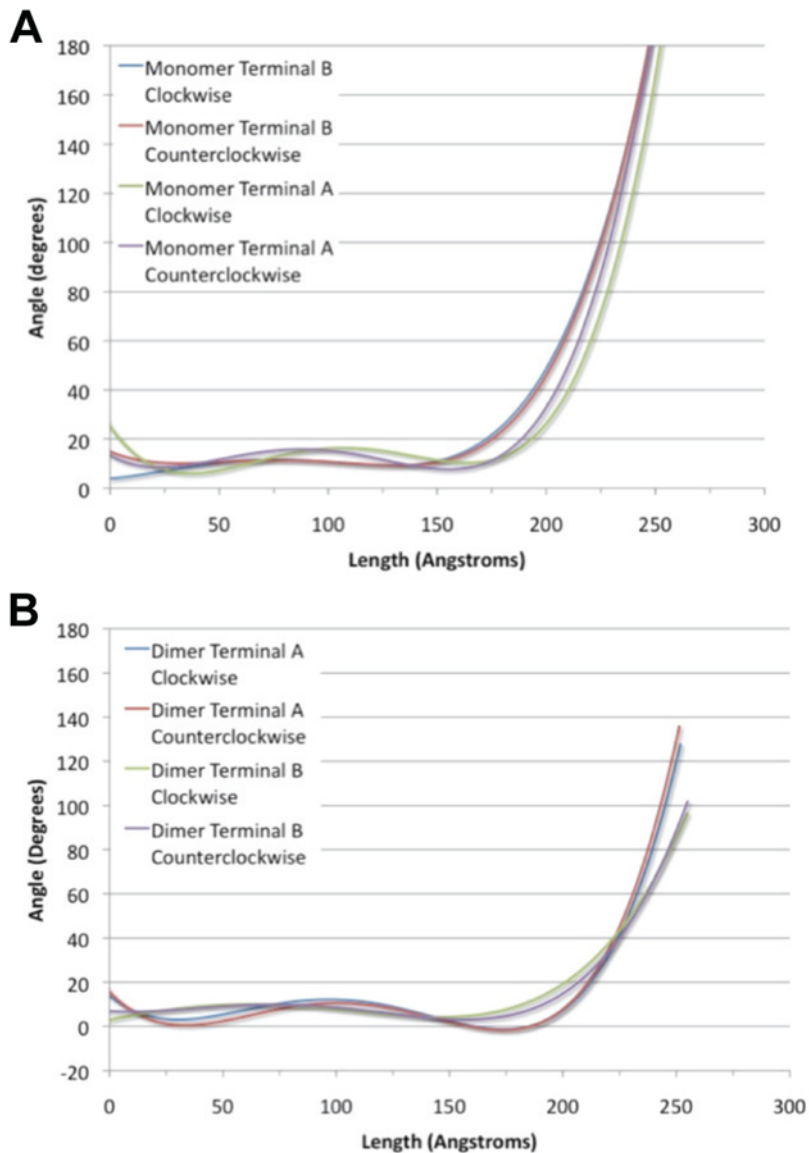 A
180
160
140
120
100
80
60
40
20
0
Angle (degrees)
Monomer Terminal B
Clockwise
Monomer Terminal B
Counterclockwise
Monomer Terminal A
Clockwise
Monomer Terminal A
Counterclockwise
0 50 100 150 200 250 300
Length (Angstroms)
B
180
160
140
120
100
80
60
40
20
0
-20
Angle (Degrees)
Dimer Terminal A
Clockwise
Dimer Terminal A
Counterclockwise
Dimer Terminal B
Clockwise
Dimer Terminal B
Counterclockwise
0 50 100 150 200 250 300
Length (Angstroms)